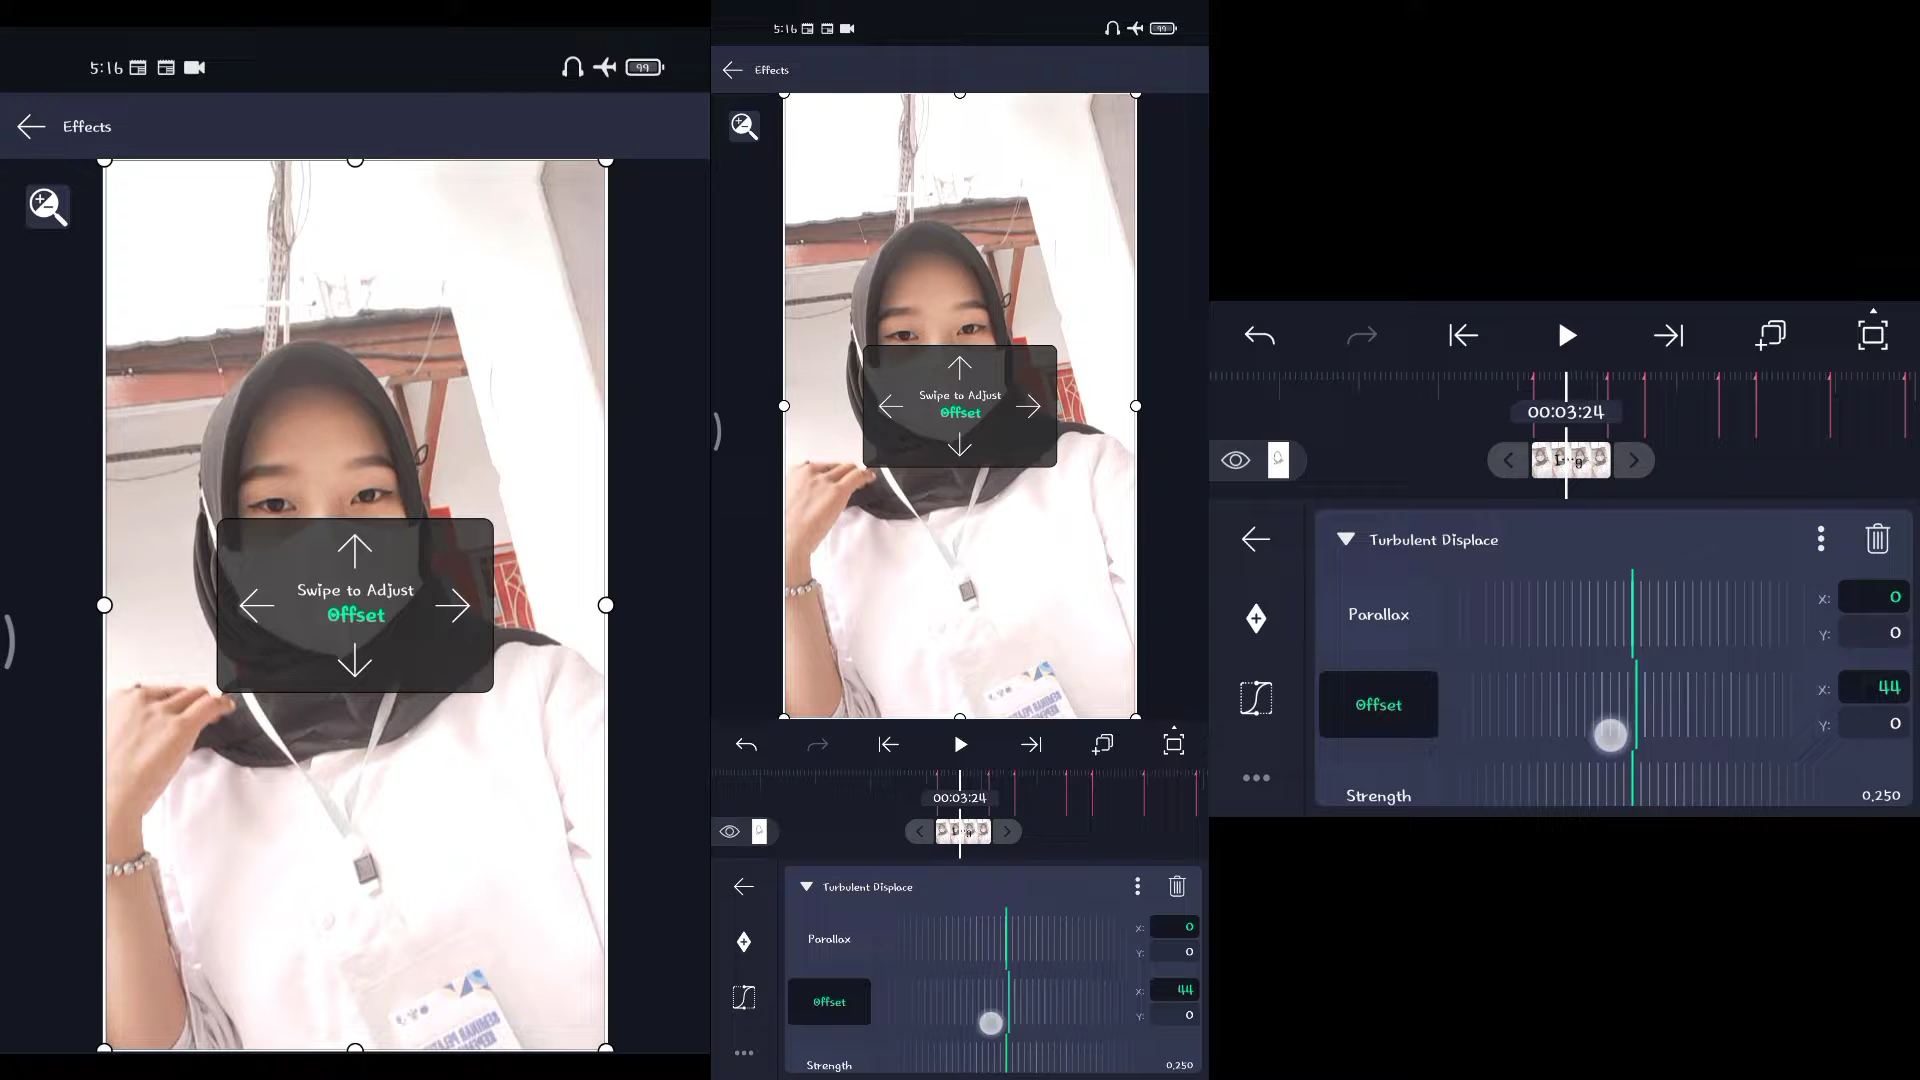 5:16
99
Effects
Swipe to Adjust
Offset
5:16
99
Effects
Swipe to Adjust
Offset
00:03:24
Turbulent Displace
Parallax
X: 0
Y: 0
Offset
X: 44
Y: 0
Strength
0.250
00:03:24
Turbulent Displace
Parallax
X: 0
Y: 0
Offset
X: 44
Y: 0
Strength
0.250